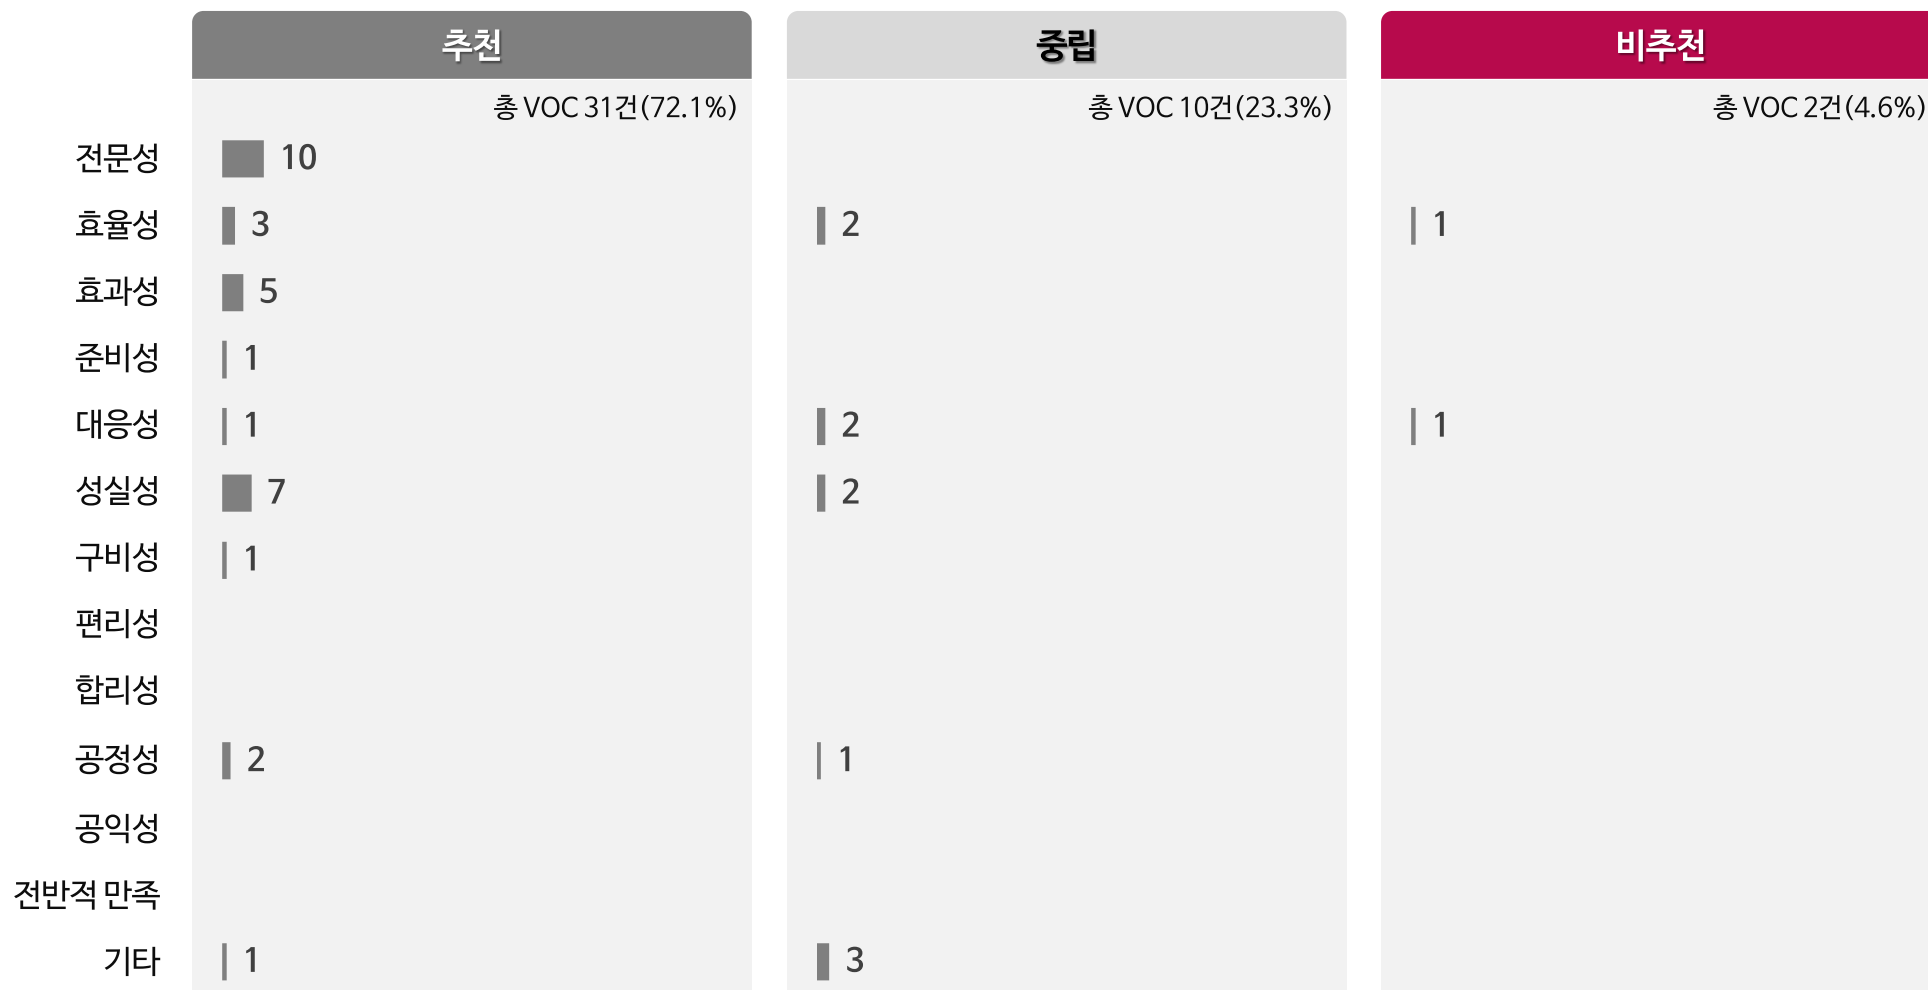 추천 중립 비추천
총 VOC 31건(72.1%) 총 VOC 10건(23.3%) 총 VOC 2건(4.6%)
전문성 10
효율성 3 2 1
효과성 5
준비성 1
대응성 1 2 1
성실성 7 2
구비성 1
편리성
합리성
공정성 2 1
공익성
전반적 만족
기타 1 3